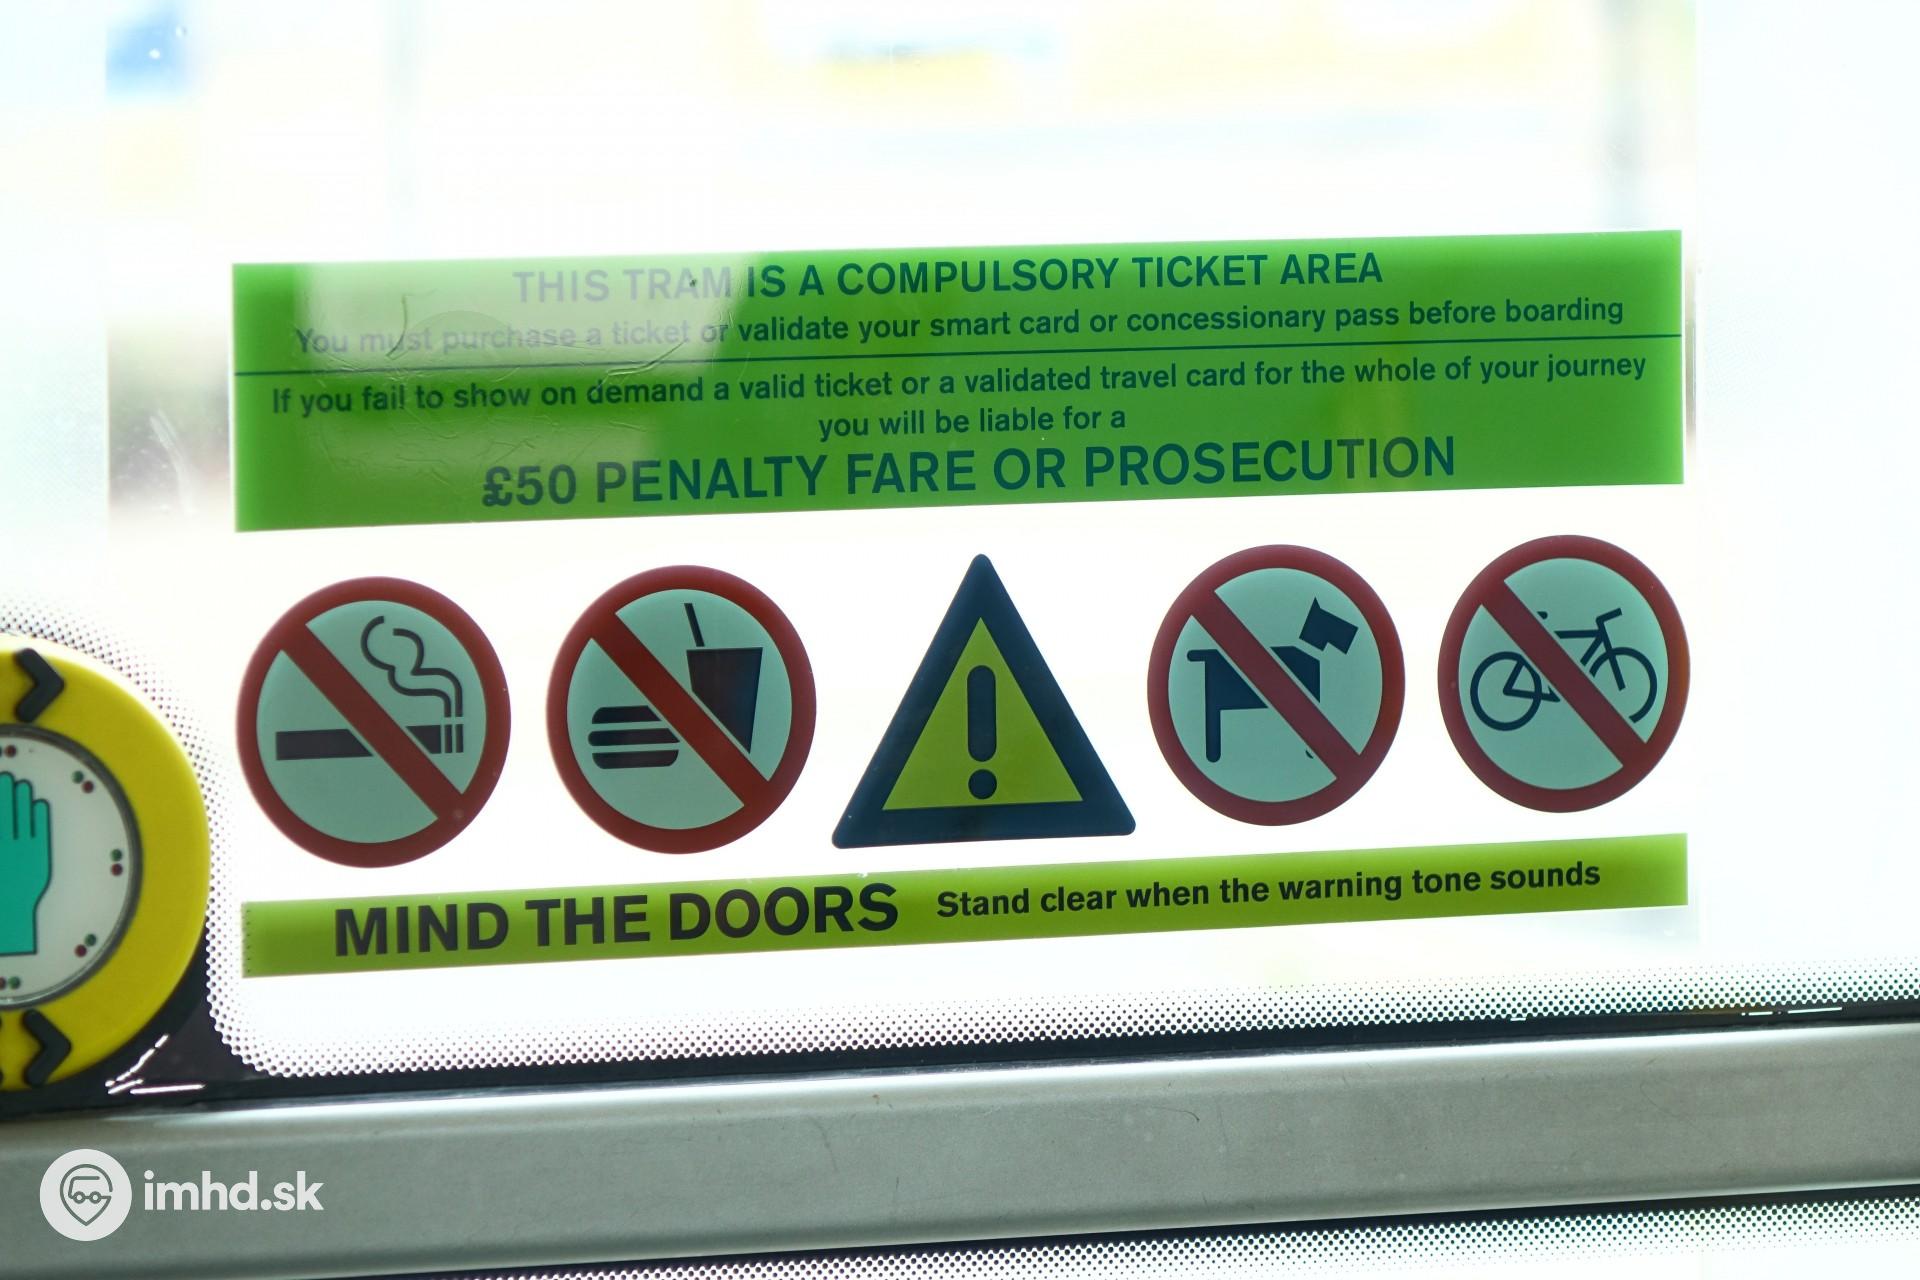 THIS TRAM IS A COMPULSORY TICKET AREA
You must purchase a ticket or validate your smart card or concessionary pass before boarding
If you fail to show on demand a valid ticket or a validated travel card for the whole of your journey
you will be liable for a
£50 PENALTY FARE OR PROSECUTION
MIND THE DOORS Stand clear when the warning tone sounds
imhd.sk